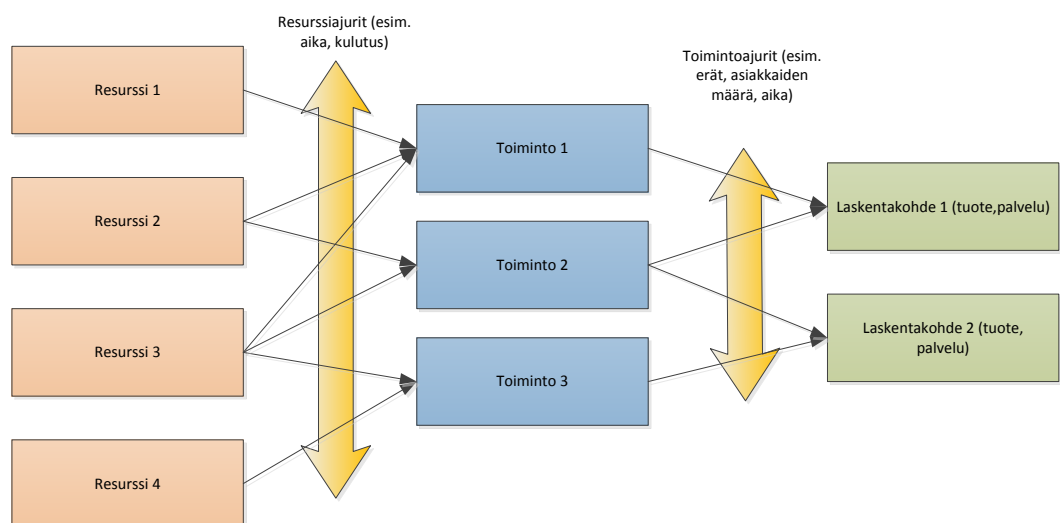 Resurssiajurit (esim.
aika, kulutus)
Toimintoajurit (esim.
erät, asiakkaiden
määrä, aika)
Resurssi 1
Resurssi 2
Resurssi 3
Resurssi 4
Toiminto 1
Toiminto 2
Toiminto 3
Laskentakohde 1 (tuote,palvelu)
Laskentakohde 2 (tuote,
palvelu)